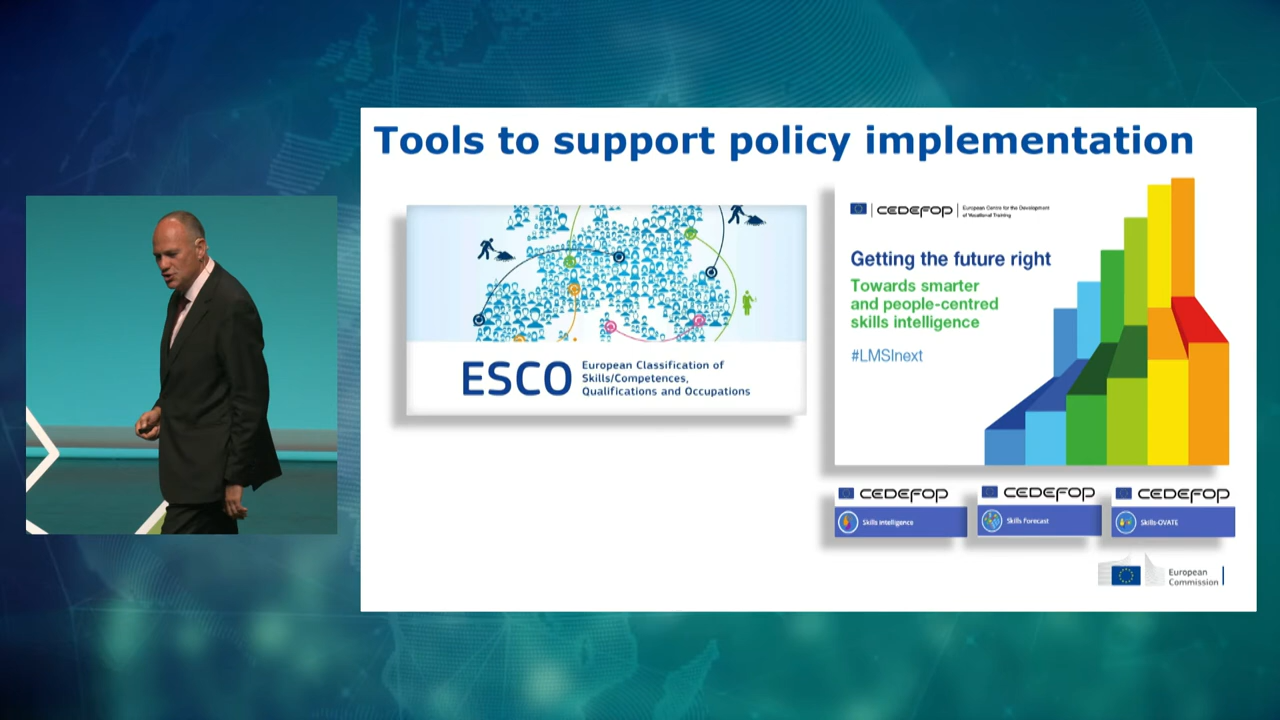 Tools to support policy implementation
ESCO
European Classification of
Skills/Competences,
Qualifications and Occupations
CEDEFOP
European Centre for the Development
of Vocational Training
Getting the future right
Towards smarter
and people-centred
skills intelligence
#LMSInext
CEDEFOP
Skills Intelligence
CEDEFOP
Skills Forecast
CEDEFOP
Skills-OVATE
European
Commission